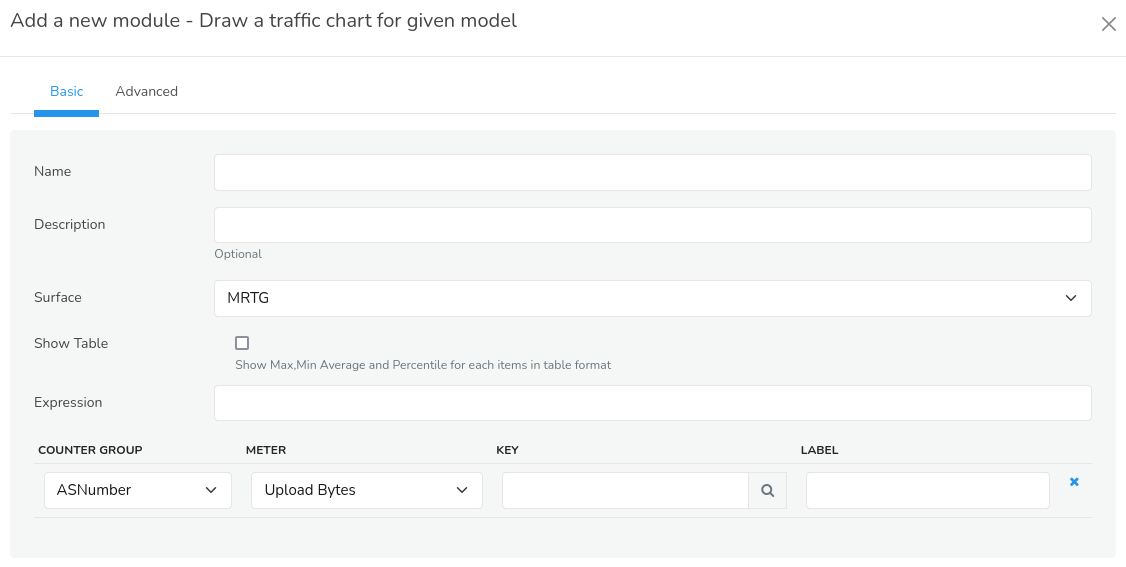 Add a new module - Draw a traffic chart for given model
Basic Advanced
Name
Description
Optional
Surface MRTG
Show Table
Show Max,Min Average and Percentile for each items in table format
Expression
COUNTER GROUP METER KEY LABEL
ASNumber Upload Bytes